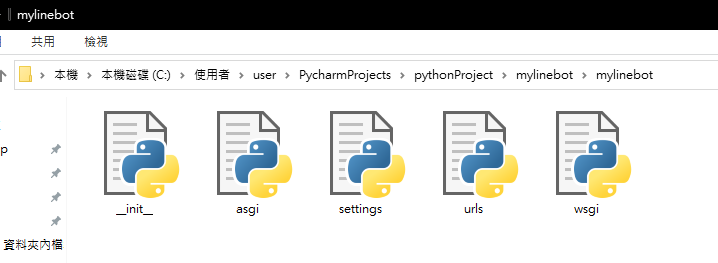 mylinebot
共用 檢視
本機 > 本機磁碟 (C:) > 使用者 > user > PycharmProjects > pythonProject > mylinebot > mylinebot
__init__ asgi settings urls wsgi
p
資料夾內檔